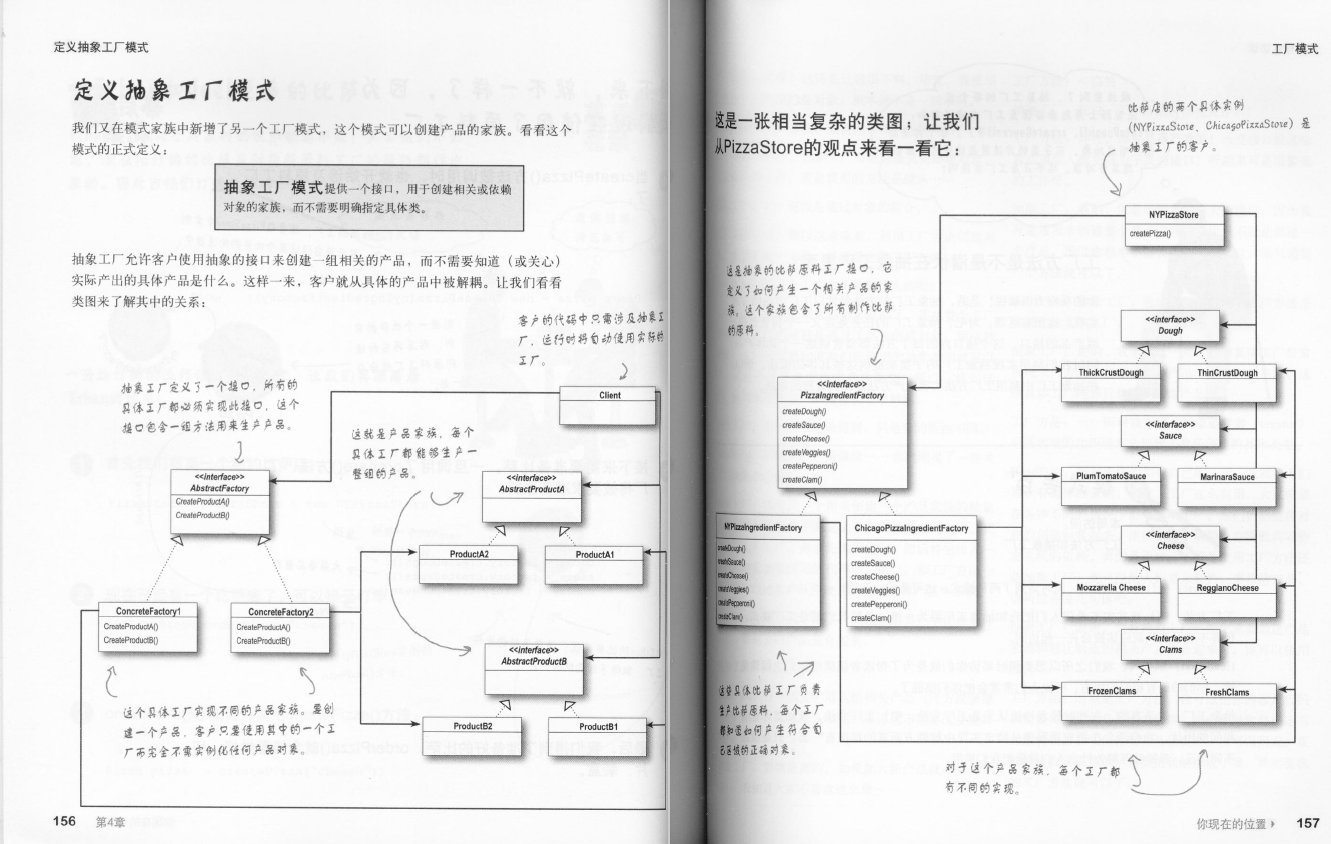 定义抽象工厂模式
定义抽象工厂模式
我们又在模式家族中新增了另一个工厂模式，这个模式可以创建产品的家族。看看这个
模式的正式定义：
抽象工厂模式提供一个接口，用于创建相关或依赖
对象的家族，而不需要明确指定具体类。
抽象工厂允许客户使用抽象的接口来创建一组相关的产品，而不需要知道（或关心）
实际产出的具体产品是什么。这样一来，客户就从具体的产品中被解耦。让我们看看
类图来了解其中的关系：
客户的代码中只需涉及抽象工
厂，运行时将自动使用实际的
工厂。
抽象工厂定义了一个接口，所有的
具体工厂都必须实现此接口，这个
接口包含一组方法用来生产产品。
这就是产品家族，每个
具体工厂都能够生产一
整组的产品。
Client
<<interface>>
AbstractFactory
CreateProductA()
CreateProductB()
<<interface>>
AbstractProductA
ProductA2
ProductA1
ConcreteFactory1
CreateProductA()
CreateProductB()
ConcreteFactory2
CreateProductA()
CreateProductB()
<<interface>>
AbstractProductB
ProductB2
ProductB1
这个具体工厂实现不同的产品家族。要创
建一个产品，客户只要使用其中的一个工
厂而完全不需实例化任何产品对象。
156 第4章
工厂模式
这是一张相当复杂的类图；让我们
从PizzaStore的观点来看一看它：
比萨店的两个具体实例
（NYPizzaStore、ChicagoPizzaStore）是
抽象工厂的客户。
NYPizzaStore
createPizza()
这是抽象的比萨原料工厂接口，它
定义了如何产生一个相关产品的家
族。这个家族包含了所有制作比萨
的原料。
<<interface>>
PizzaIngredientFactory
createDough()
createSauce()
createCheese()
createVeggies()
createPepperoni()
createClam()
NYPizzaIngredientFactory
createDough()
createSauce()
createCheese()
createVeggies()
createPepperoni()
createClam()
ChicagoPizzaIngredientFactory
createDough()
createSauce()
createCheese()
createVeggies()
createPepperoni()
createClam()
<<interface>>
Dough
ThickCrustDough
ThinCrustDough
<<interface>>
Sauce
PlumTomatoSauce
MarinaraSauce
<<interface>>
Cheese
Mozzarella Cheese
ReggianoCheese
<<interface>>
Clams
FrozenClams
FreshClams
这些具体比萨工厂负责
生产比萨原料，每个工厂
都知道如何产生符合自
己区域的正确对象。
对于这个产品家族，每个工厂都
有不同的实现。
你现在的位置 157